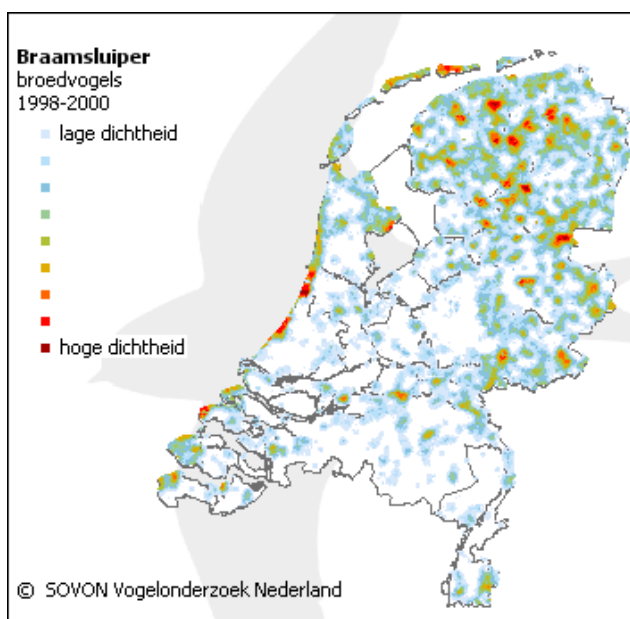 Braamsluiper
broedvogels
1998-2000
lage dichtheid
hoge dichtheid
© SOVON Vogelonderzoek Nederland